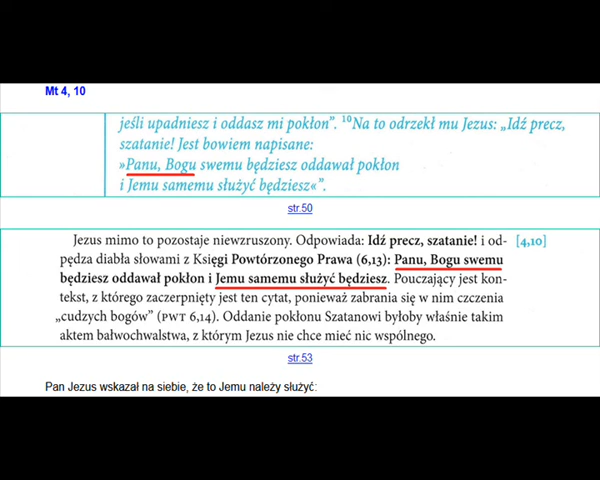 Mt 4, 10
jeśli upadniesz i oddasz mi pokłon”. ¹⁰Na to odrzekł mu Jezus: „Idź precz,
szatanie! Jest bowiem napisane:
»Panu, Bogu swemu będziesz oddawał pokłon
i Jemu samemu służyć będziesz«”.
str.50
Jezus mimo to pozostaje niewzruszony. Odpowiada: Idź precz, szatanie! i od- [4,10]
pędza diabła słowami z Księgi Powtórzonego Prawa (6,13): Panu, Bogu swemu
będziesz oddawał pokłon i Jemu samemu służyć będziesz. Pouczający jest kon-
tekst, z którego zaczerpnięty jest ten cytat, ponieważ zabrania się w nim czczenia
„cudzych bogów” (PWT 6,14). Oddanie pokłonu Szatanowi byłoby właśnie takim
aktem bałwochwalstwa, z którym Jezus nie chce mieć nic wspólnego.
str.53
Pan Jezus wskazał na siebie, że to Jemu należy służyć: